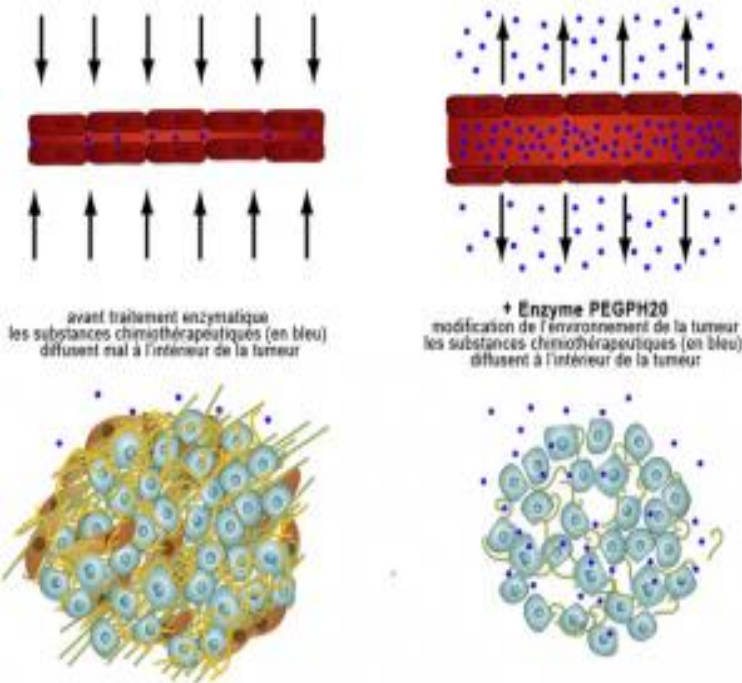 avant traitement enzymatique
les substances chimiothérapeutiques (en bleu)
diffusent mal à l'intérieur de la tumeur
+ Enzyme PEGPH20
modification de l'environnement de la tumeur
les substances chimiothérapeutiques (en bleu)
diffusent à l'intérieur de la tumeur